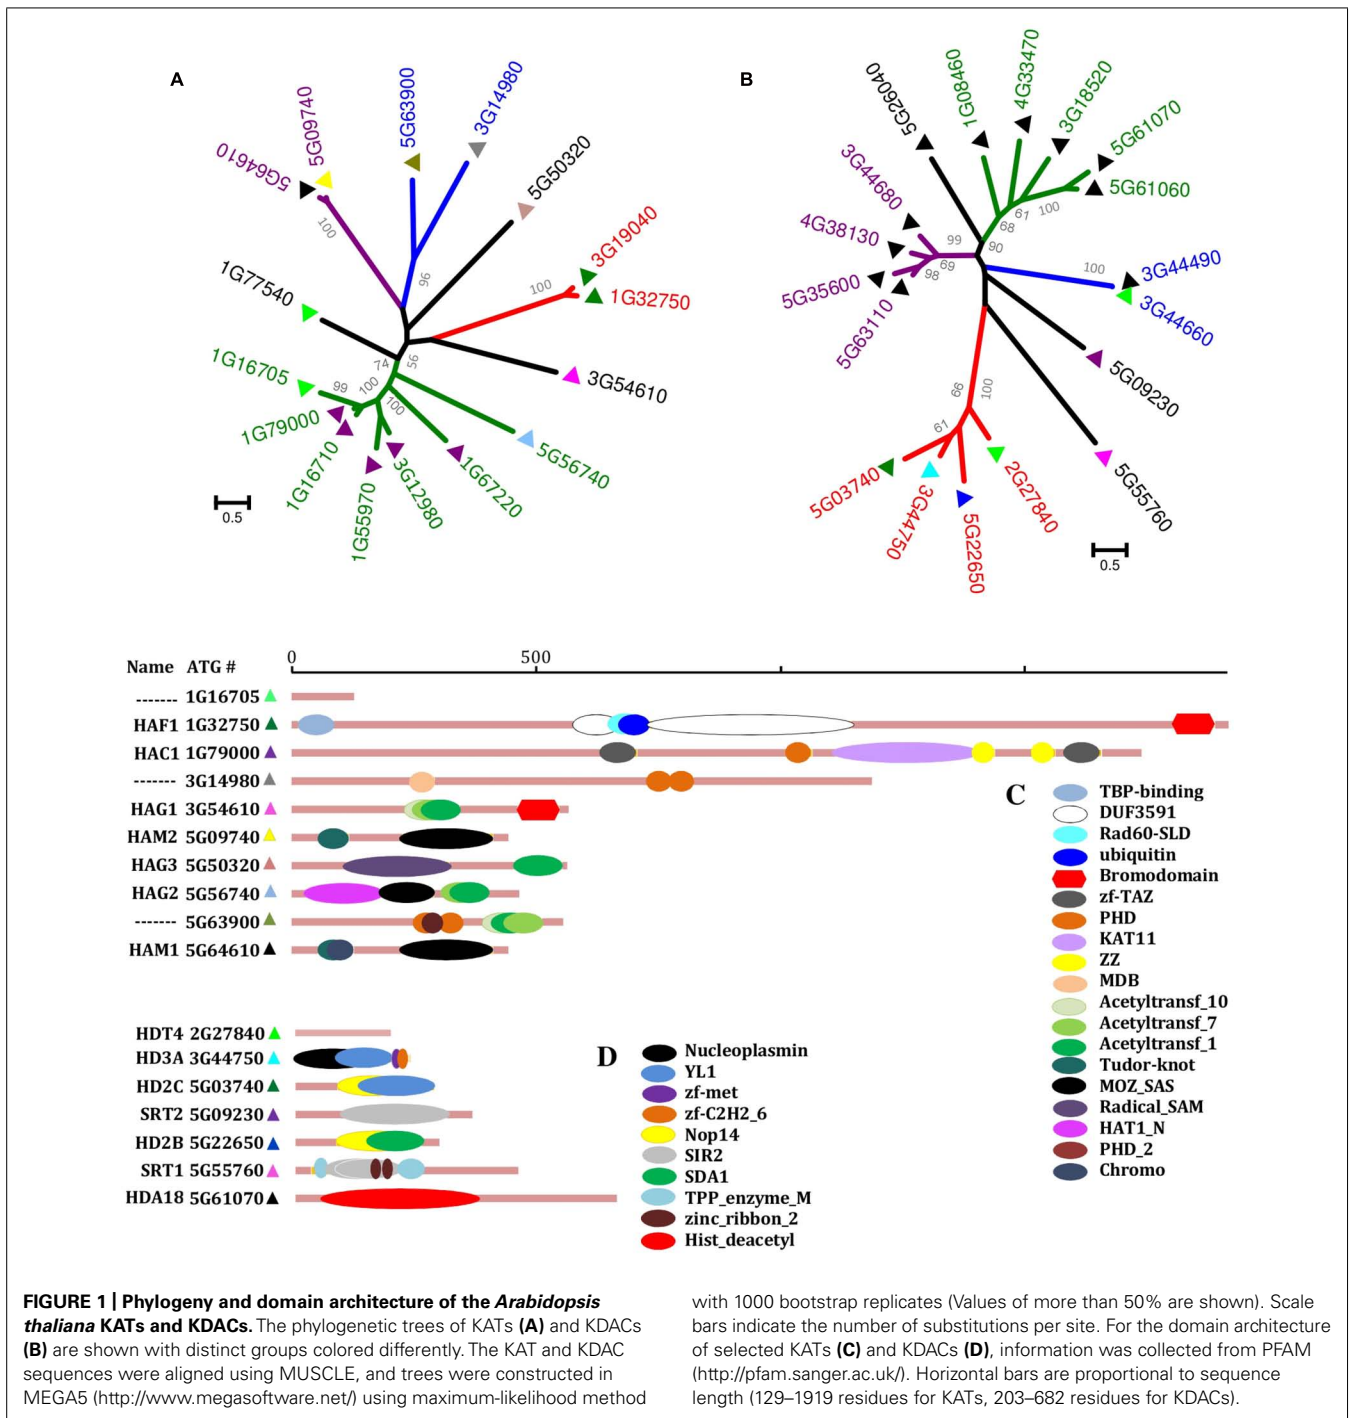 A
5G64610
5G09740
5G63900
3G14980
5G50320
3G19040
1G32750
3G54610
5G56740
1G67220
3G12980
1G55970
1G16710
1G79000
1G16705
1G77540
100
96
100
56
74
99
100
100
0.5
B
5G26040
1G08460
4G33470
3G18520
5G61070
5G61060
3G44490
3G44660
5G09230
5G55760
2G27840
5G22650
3G44750
5G03740
5G63110
5G35600
4G38130
3G44680
61
100
68
90
99
69
98
100
66
100
61
0.5
Name ATG # 0 500
------- 1G16705
HAF1 1G32750
HAC1 1G79000
------- 3G14980
HAG1 3G54610
HAM2 5G09740
HAG3 5G50320
HAG2 5G56740
------- 5G63900
HAM1 5G64610
C
TBP-binding
DUF3591
Rad60-SLD
ubiquitin
Bromodomain
zf-TAZ
PHD
KAT11
ZZ
MDB
Acetyltransf_10
Acetyltransf_7
Acetyltransf_1
Tudor-knot
MOZ_SAS
Radical_SAM
HAT1_N
PHD_2
Chromo
HDT4 2G27840
HD3A 3G44750
HD2C 5G03740
SRT2 5G09230
HD2B 5G22650
SRT1 5G55760
HDA18 5G61070
D
Nucleoplasmin
YL1
zf-met
zf-C2H2_6
Nop14
SIR2
SDA1
TPP_enzyme_M
zinc_ribbon_2
Hist_deacetyl
FIGURE 1 | Phylogeny and domain architecture of the Arabidopsis
thaliana KATs and KDACs. The phylogenetic trees of KATs (A) and KDACs
(B) are shown with distinct groups colored differently. The KAT and KDAC
sequences were aligned using MUSCLE, and trees were constructed in
MEGA5 (http://www.megasoftware.net/) using maximum-likelihood method
with 1000 bootstrap replicates (Values of more than 50% are shown). Scale
bars indicate the number of substitutions per site. For the domain architecture
of selected KATs (C) and KDACs (D), information was collected from PFAM
(http://pfam.sanger.ac.uk/). Horizontal bars are proportional to sequence
length (129–1919 residues for KATs, 203–682 residues for KDACs).